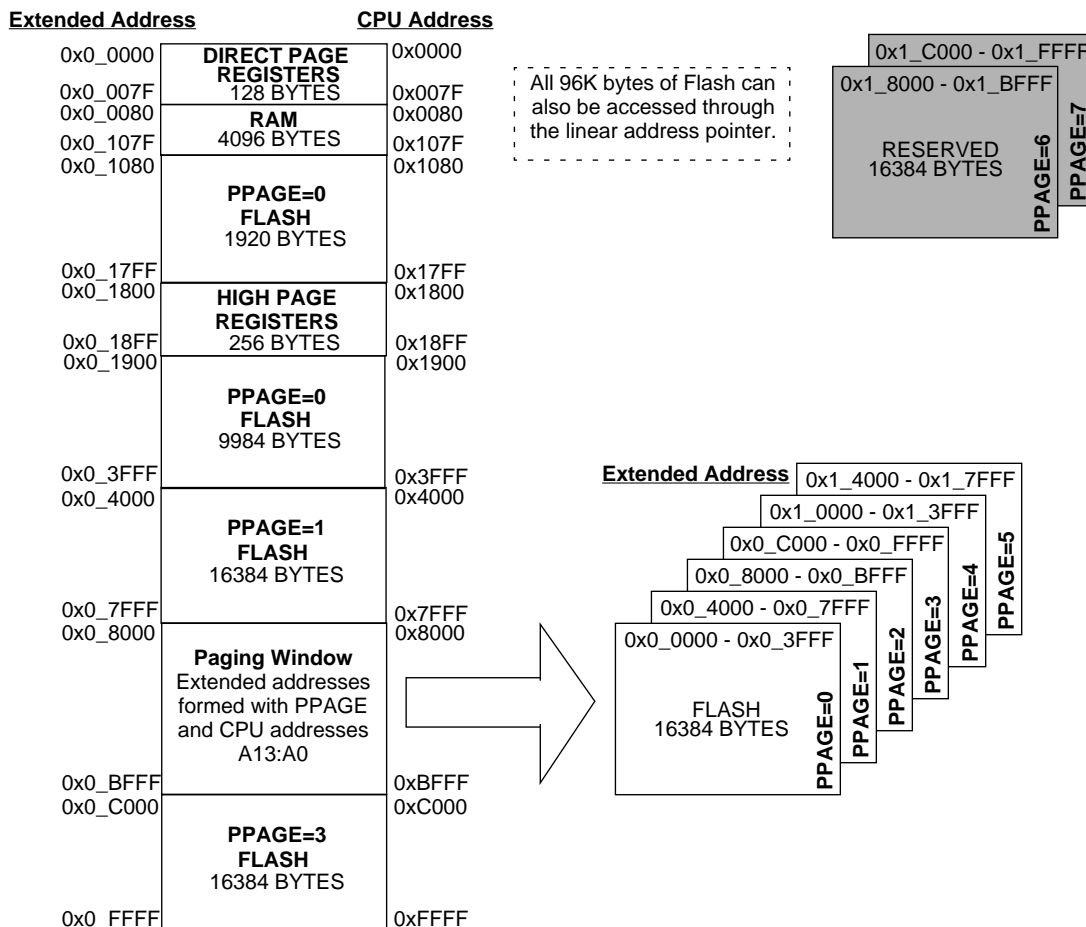 Extended Address
CPU Address
0x0_0000
DIRECT PAGE
REGISTERS
128 BYTES
0x0000
0x0_007F
0x007F
0x0_0080
RAM
4096 BYTES
0x0080
0x0_107F
0x107F
0x0_1080
0x1080
PPAGE=0
FLASH
1920 BYTES
0x0_17FF
0x17FF
0x0_1800
0x1800
HIGH PAGE
REGISTERS
256 BYTES
0x0_18FF
0x18FF
0x0_1900
0x1900
PPAGE=0
FLASH
9984 BYTES
0x0_3FFF
0x3FFF
0x0_4000
0x4000
PPAGE=1
FLASH
16384 BYTES
0x0_7FFF
0x7FFF
0x0_8000
0x8000
Paging Window
Extended addresses
formed with PPAGE
and CPU addresses
A13:A0
0x0_BFFF
0xBFFF
0x0_C000
0xC000
PPAGE=3
FLASH
16384 BYTES
0x0_FFFF
0xFFFF
All 96K bytes of Flash can
also be accessed through
the linear address pointer.
0x1_C000 - 0x1_FFFF
PPAGE=7
0x1_8000 - 0x1_BFFF
RESERVED
16384 BYTES
PPAGE=6
Extended Address
0x1_4000 - 0x1_7FFF
PPAGE=5
0x1_0000 - 0x1_3FFF
PPAGE=4
0x0_C000 - 0x0_FFFF
PPAGE=3
0x0_8000 - 0x0_BFFF
PPAGE=2
0x0_4000 - 0x0_7FFF
PPAGE=1
0x0_0000 - 0x0_3FFF
FLASH
16384 BYTES
PPAGE=0